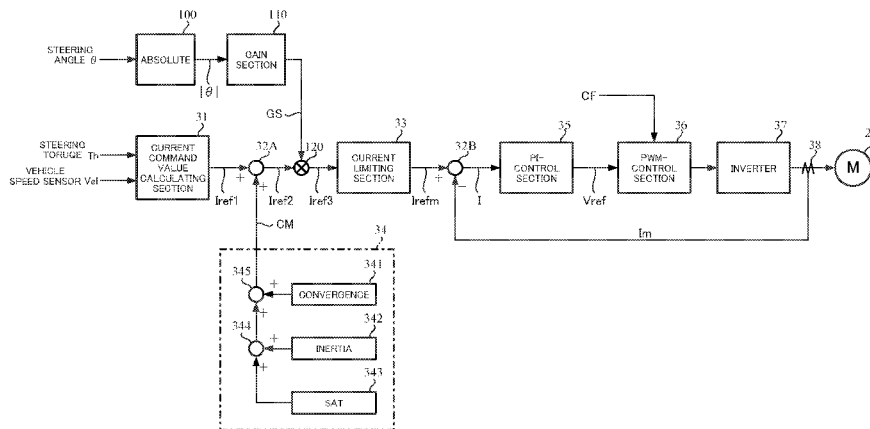 100
110
STEERING
ANGLE θ
ABSOLUTE
GAIN
SECTION
|θ|
GS
CF
31
32A
120
33
32B
35
36
37
38
2
STEERING
TORUQE Th
VEHICLE
SPEED SENSOR Vel
CURRENT
COMMAND
VALUE
CALCULATING
SECTION
CURRENT
LIMITING
SECTION
PI-
CONTROL
SECTION
PWM-
CONTROL
SECTION
INVERTER
M
+
+
+
−
Iref1
Iref2
Iref3
Irefm
I
Vref
Im
CM
34
345
341
CONVERGENCE
+
+
344
342
INERTIA
+
+
343
SAT